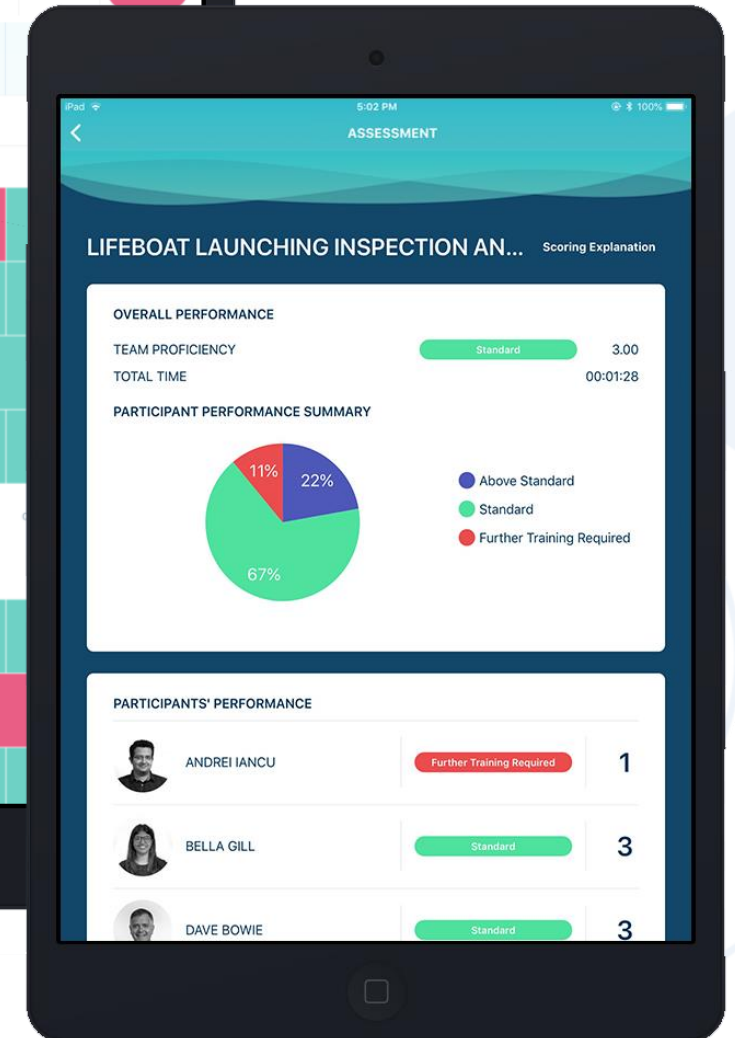 iPad 5:02 PM 100%
ASSESSMENT
LIFEBOAT LAUNCHING INSPECTION AN... Scoring Explanation
OVERALL PERFORMANCE
TEAM PROFICIENCY Standard 3.00
TOTAL TIME 00:01:28
PARTICIPANT PERFORMANCE SUMMARY
11% 22%
Above Standard
Standard
Further Training Required
67%
PARTICIPANTS' PERFORMANCE
ANDREI IANCU Further Training Required 1
BELLA GILL Standard 3
DAVE BOWIE Standard 3